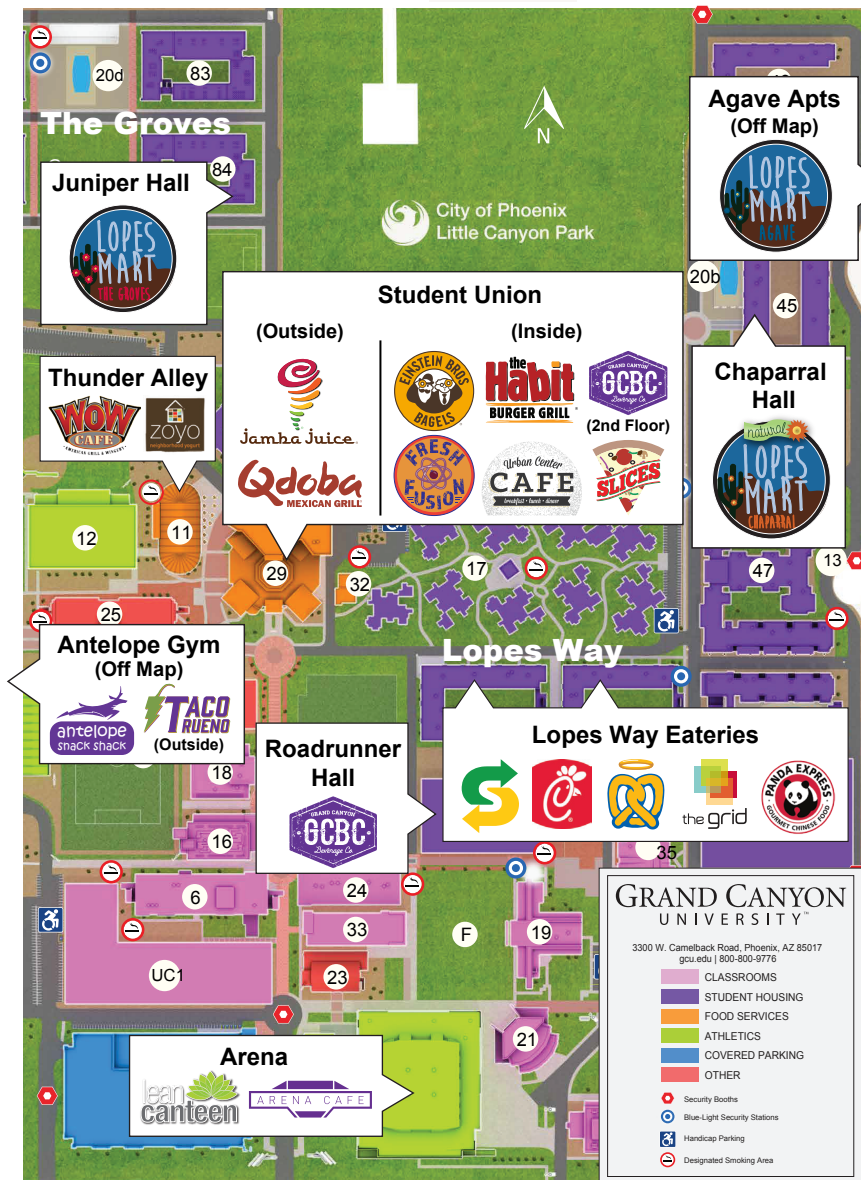 20d
83
The Groves
84
N
City of Phoenix
Little Canyon Park
Juniper Hall
LOPES
MART
THE GROVES
Agave Apts
(Off Map)
LOPES
MART
AGAVE
20b
45
Student Union
(Outside)
Jamba Juice
Qdoba
MEXICAN GRILL
(Inside)
EINSTEIN BROS
BAGELS
the
Habit
BURGER GRILL
GRAND CANYON
GCBC
Beverage Co.
(2nd Floor)
FRESH
FUSION
Urban Center
CAFE
breakfast • lunch • dinner
SLICES
Thunder Alley
WOW
CAFE
AMERICAN GRILL & WINGERY
ZOYO
neighborhood yogurt
Chaparral
Hall
natural
LOPES
MART
CHAPARRAL
12
11
29
32
17
47
13
25
Antelope Gym
(Off Map)
antelope
snack shack
TACO
RUENO
(Outside)
Lopes Way
Lopes Way Eateries
the grid
PANDA EXPRESS
GOURMET CHINESE FOOD
Roadrunner
Hall
GRAND CANYON
GCBC
Beverage Co.
18
16
35
6
24
33
F
19
UC1
23
1
21
Arena
lean
canteen
ARENA CAFE
GRAND CANYON
UNIVERSITY™
3300 W. Camelback Road, Phoenix, AZ 85017
gcu.edu | 800-800-9776
CLASSROOMS
STUDENT HOUSING
FOOD SERVICES
ATHLETICS
COVERED PARKING
OTHER
Security Booths
Blue-Light Security Stations
Handicap Parking
Designated Smoking Area